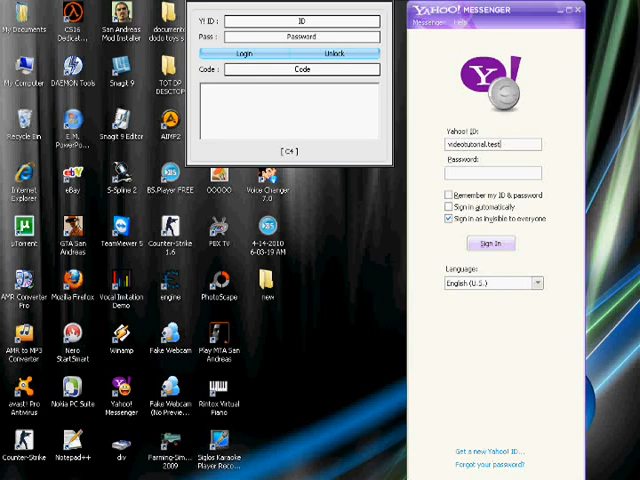 My Documents
CS16 Dedicat...
San Andreas Mod Installer
document
dodo toys s
My Computer
DAEMON Tools
Snagit 9
TOT DP DESCTOP
Recycle Bin
E.M. PowerPo...
Snagit 9 Editor
AIMP2
Internet Explorer
eBay
S-Spline 2
BS.Player FREE
OOOOO
Voice Changer 7.0
µTorrent
GTA San Andreas
TeamViewer 5
Counter-Strike 1.6
PBX TV
4-14-2010 6-03-19 AM
AMR Converter Pro
Mozilla Firefox
Vocal Imitation Demo
engine
PhotoScape
new
AMR to MP3 Converter
Nero StartSmart
Winamp
Fake Webcam
Play MTA San Andreas
avast! Pro Antivirus
Nokia PC Suite
Yahoo! Messenger
Fake Webcam (No Previe...
Rintox Virtual Piano
Counter-Strike
Notepad++
div
Farming-Sim... 2009
Siglos Karaoke Player Reco...
Y! ID :
ID
Pass :
Password
Login
Unlock
Code :
Code
YAHOO! MESSENGER
Messenger
Help
Y!
Yahoo! ID:
videotutorial.test
Password:
Remember my ID & password
Sign in automatically
Sign in as invisible to everyone
Sign In
Language:
English (U.S.)
Get a new Yahoo! ID...
Forgot your password?